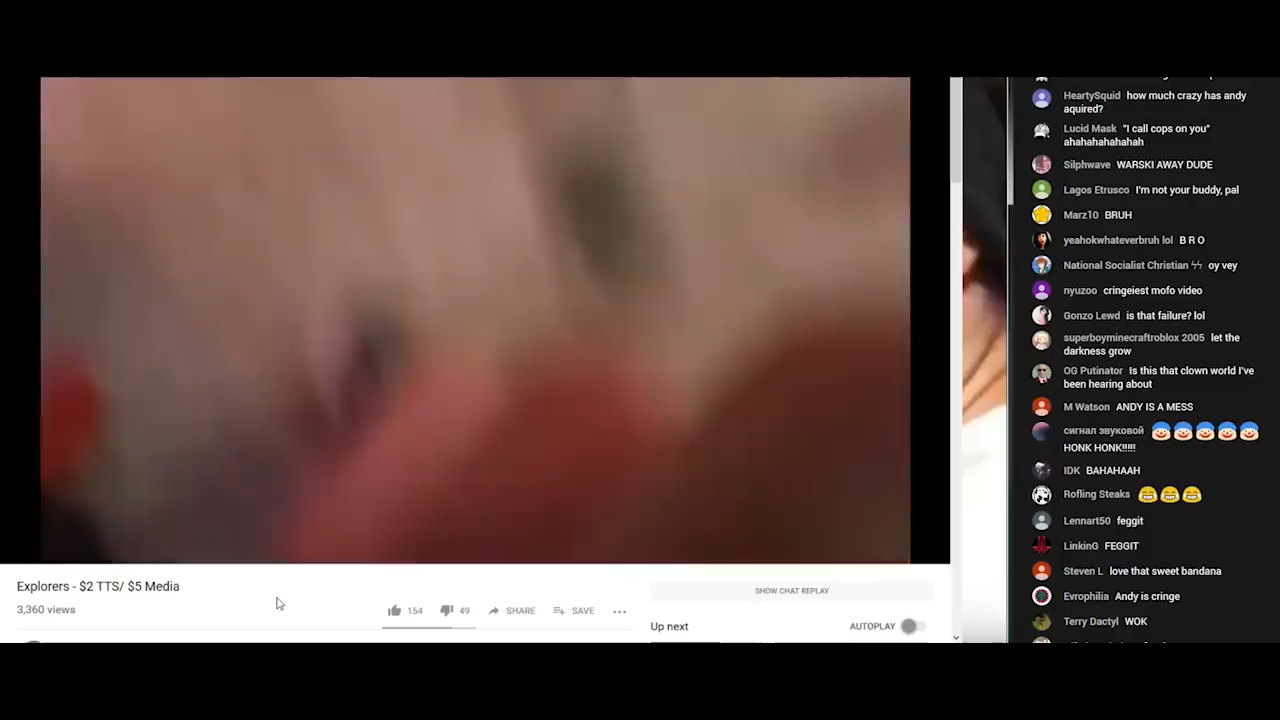 HeartySquid how much crazy has andy
aquired?
Lucid Mask "I call cops on you"
ahahahahahahah
Silphwave WARSKI AWAY DUDE
Lagos Etrusco I'm not your buddy, pal
Marz10 BRUH
yeahokwhateverbruh lol B R O
National Socialist Christian ϟϟ oy vey
nyuzoo cringeiest mofo video
Gonzo Lewd is that failure? lol
superboyminecraftroblox 2005 let the
darkness grow
OG Putinator Is this that clown world I've
been hearing about
M Watson ANDY IS A MESS
сигнал звуковой
HONK HONK!!!!!
IDK BAHAHAAH
Rofling Steaks
Lennart50 feggit
LinkinG FEGGIT
Steven L love that sweet bandana
Evrophilia Andy is cringe
Terry Dactyl WOK
Explorers - $2 TTS/ $5 Media
3,360 views
154 49 SHARE SAVE
SHOW CHAT REPLAY
Up next AUTOPLAY